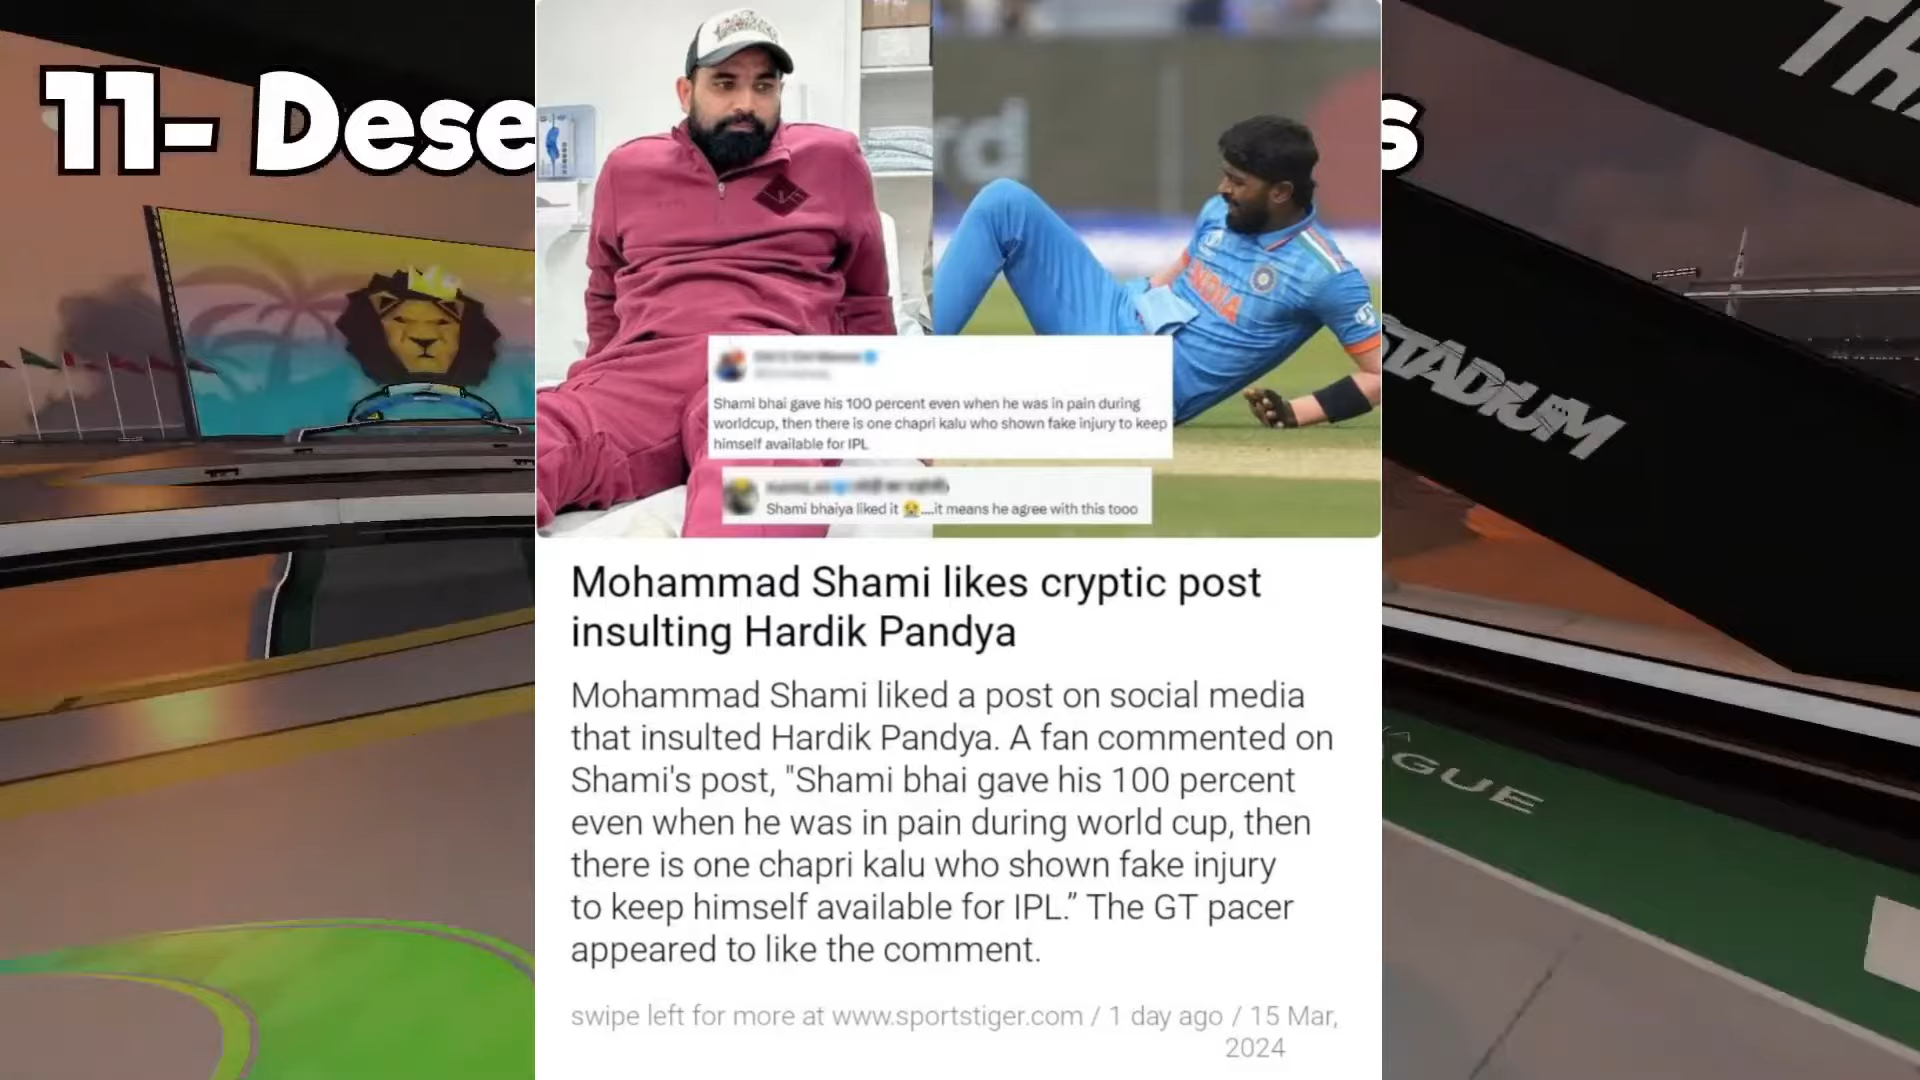 11- Dese
s
TH
STADIUM
GUE
INDIA
Shami bhai gave his 100 percent even when he was in pain during
worldcup, then there is one chapri kalu who shown fake injury to keep
himself available for IPL
Shami bhaiya liked it 😭....it means he agree with this tooo
Mohammad Shami likes cryptic post
insulting Hardik Pandya
Mohammad Shami liked a post on social media
that insulted Hardik Pandya. A fan commented on
Shami's post, "Shami bhai gave his 100 percent
even when he was in pain during world cup, then
there is one chapri kalu who shown fake injury
to keep himself available for IPL.” The GT pacer
appeared to like the comment.
swipe left for more at www.sportstiger.com / 1 day ago / 15 Mar,
2024